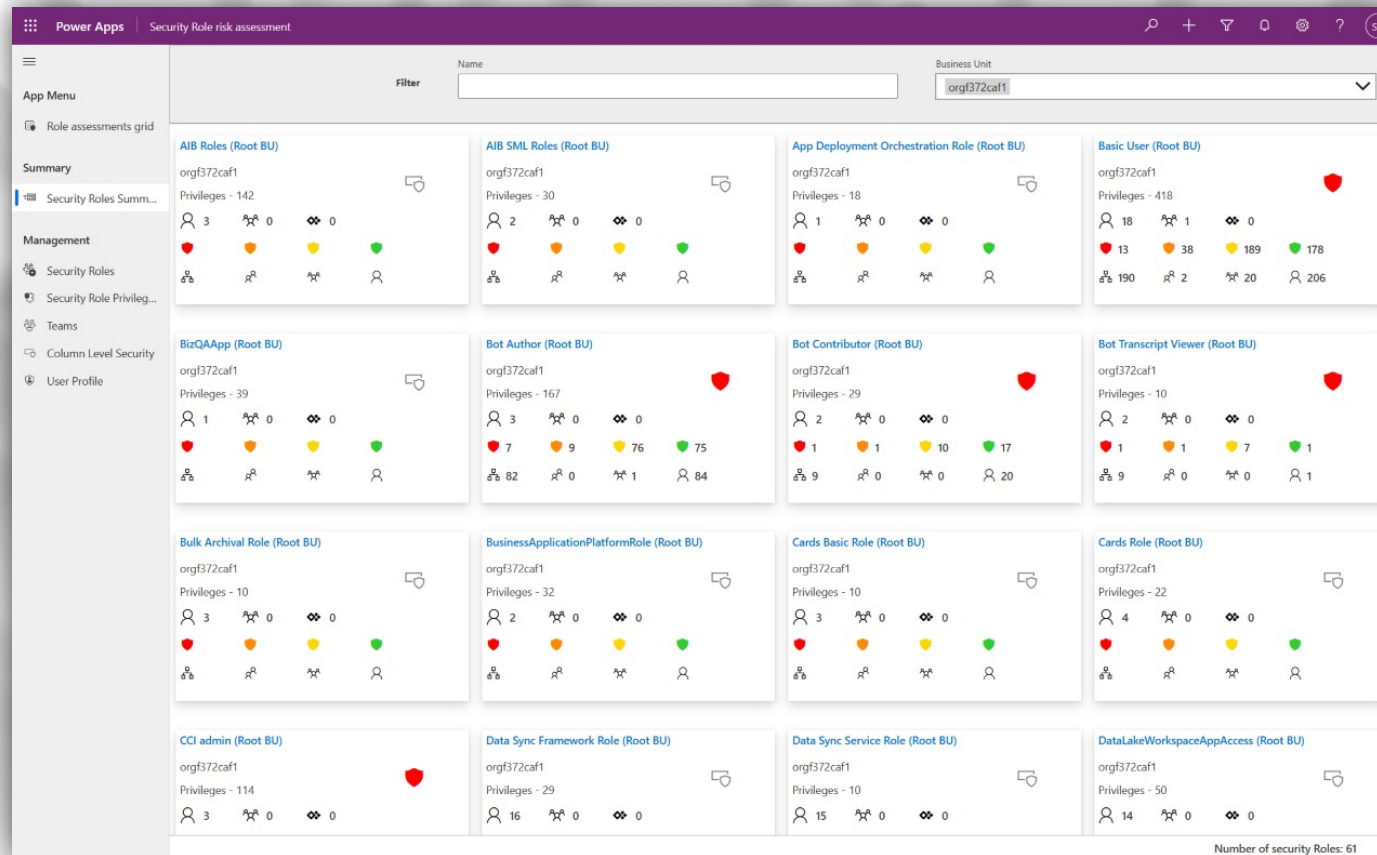 Power Apps Security Role risk assessment
App Menu
Role assessments grid
Summary
Security Roles Summ...
Management
Security Roles
Security Role Privileg...
Teams
Column Level Security
User Profile
Filter
Name
Business Unit
orgf372caf1
AIB Roles (Root BU)
orgf372caf1
Privileges - 142
3 0 0
AIB SML Roles (Root BU)
orgf372caf1
Privileges - 30
2 0 0
App Deployment Orchestration Role (Root BU)
orgf372caf1
Privileges - 18
1 0 0
Basic User (Root BU)
orgf372caf1
Privileges - 418
18 1 0
13 38 189 178
190 2 20 206
BizQAApp (Root BU)
orgf372caf1
Privileges - 39
1 0 0
Bot Author (Root BU)
orgf372caf1
Privileges - 167
3 0 0
7 9 76 75
82 0 1 84
Bot Contributor (Root BU)
orgf372caf1
Privileges - 29
2 0 0
1 1 10 17
9 0 0 20
Bot Transcript Viewer (Root BU)
orgf372caf1
Privileges - 10
2 0 0
1 1 7 1
9 0 0 1
Bulk Archival Role (Root BU)
orgf372caf1
Privileges - 10
3 0 0
BusinessApplicationPlatformRole (Root BU)
orgf372caf1
Privileges - 32
2 0 0
Cards Basic Role (Root BU)
orgf372caf1
Privileges - 10
3 0 0
Cards Role (Root BU)
orgf372caf1
Privileges - 22
4 0 0
CCI admin (Root BU)
orgf372caf1
Privileges - 114
3 0 0
Data Sync Framework Role (Root BU)
orgf372caf1
Privileges - 29
16 0 0
Data Sync Service Role (Root BU)
orgf372caf1
Privileges - 10
15 0 0
DataLakeWorkspaceAppAccess (Root BU)
orgf372caf1
Privileges - 50
14 0 0
Number of security Roles: 61